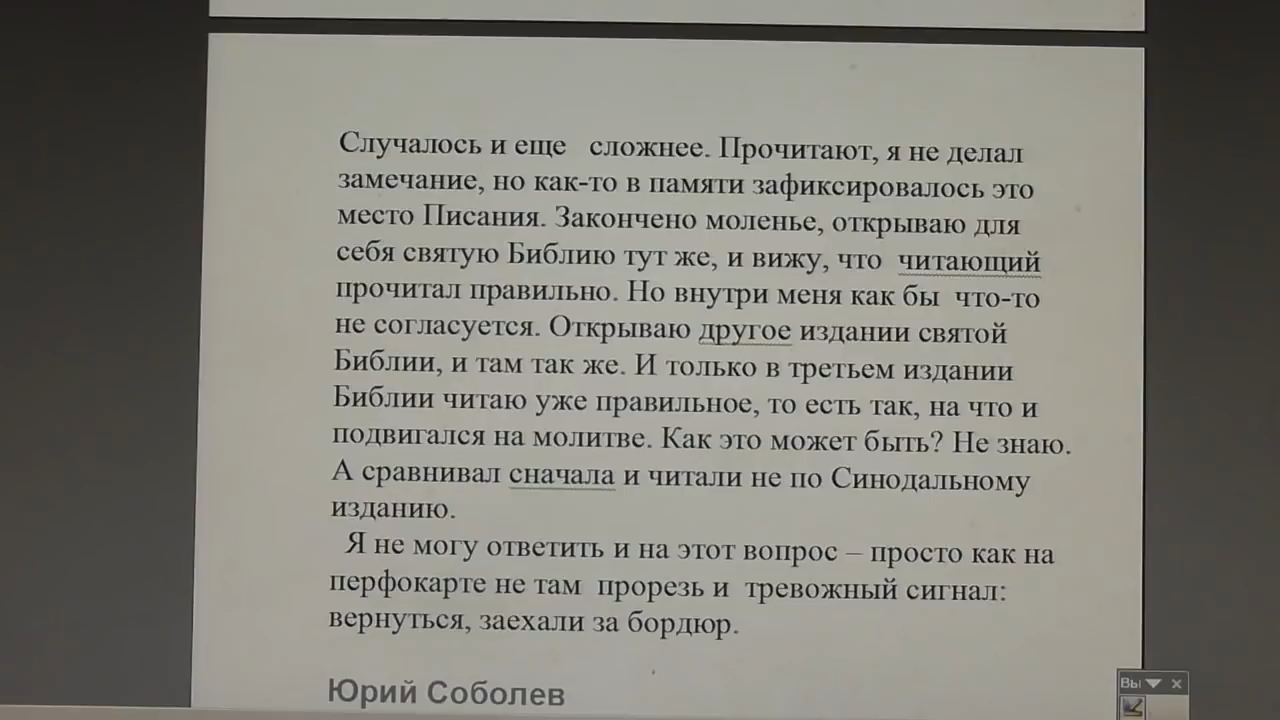 Случалось и еще сложнее. Прочитают, я не делал
замечание, но как-то в памяти зафиксировалось это
место Писания. Закончено моленье, открываю для
себя святую Библию тут же, и вижу, что читающий
прочитал правильно. Но внутри меня как бы что-то
не согласуется. Открываю другое издании святой
Библии, и там так же. И только в третьем издании
Библии читаю уже правильное, то есть так, на что и
подвигался на молитве. Как это может быть? Не знаю.
А сравнивал сначала и читали не по Синодальному
изданию.
Я не могу ответить и на этот вопрос – просто как на
перфокарте не там прорезь и тревожный сигнал:
вернуться, заехали за бордюр.
Юрий Соболев
Вы